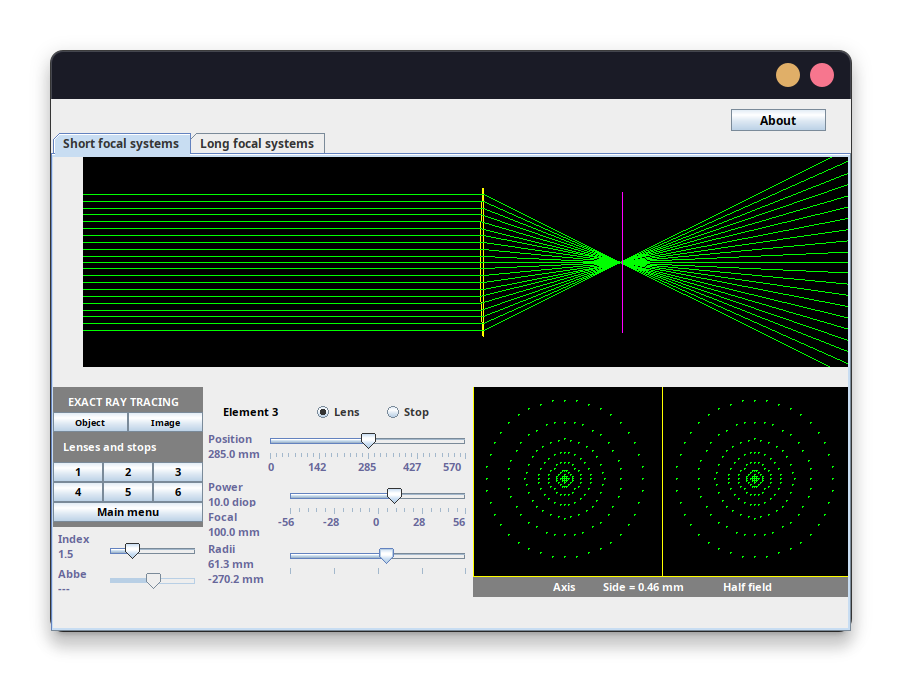 About
Short focal systems
Long focal systems
EXACT RAY TRACING
Object
Image
Lenses and stops
1
2
3
4
5
6
Main menu
Index
1.5
Abbe
---
Element 3
Lens
Stop
Position
285.0 mm
0
142
285
427
570
Power
10.0 diop
-56
-28
0
28
56
Focal
100.0 mm
Radii
61.3 mm
-270.2 mm
Axis
Side = 0.46 mm
Half field